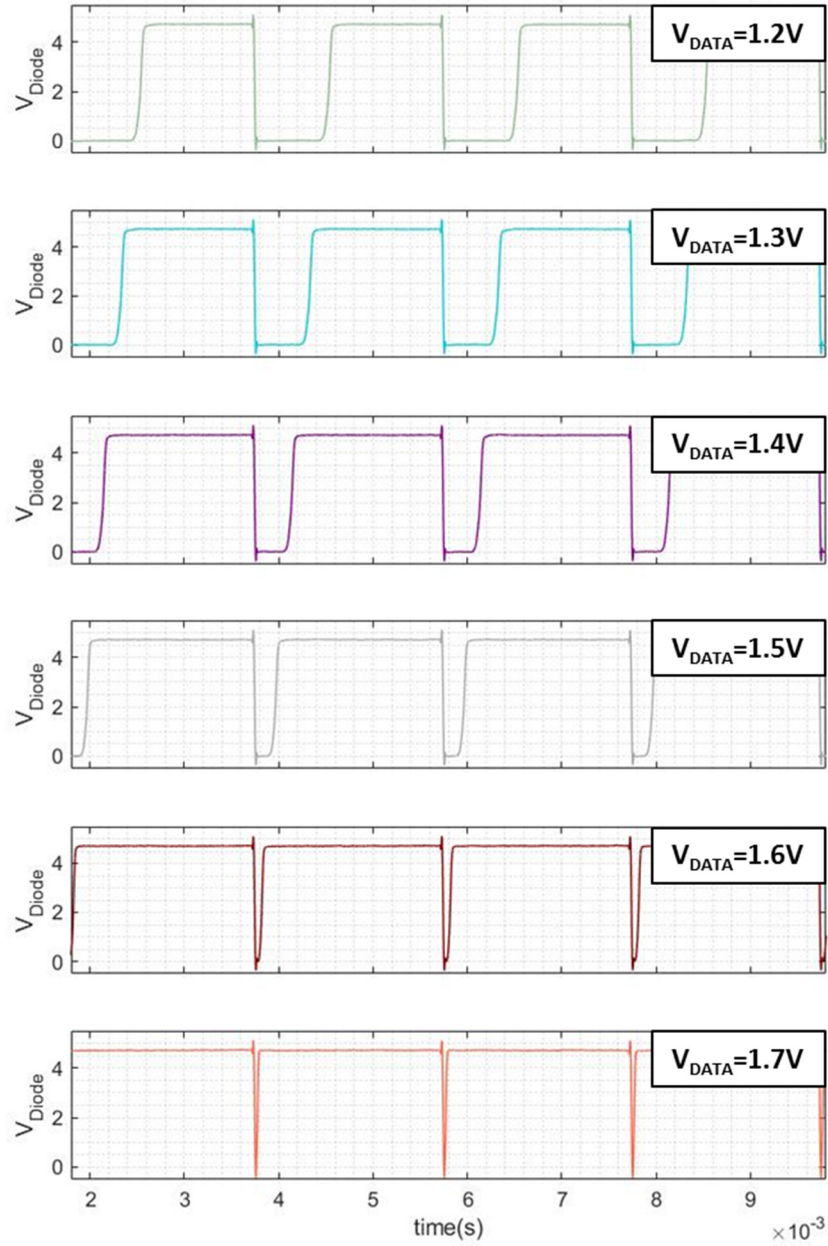 V_DATA=1.2V
V_Diode
4
2
0
V_DATA=1.3V
V_Diode
4
2
0
V_DATA=1.4V
V_Diode
4
2
0
V_DATA=1.5V
V_Diode
4
2
0
V_DATA=1.6V
V_Diode
4
2
0
V_DATA=1.7V
V_Diode
4
2
0
2 3 4 5 6 7 8 9
time(s)
×10⁻³